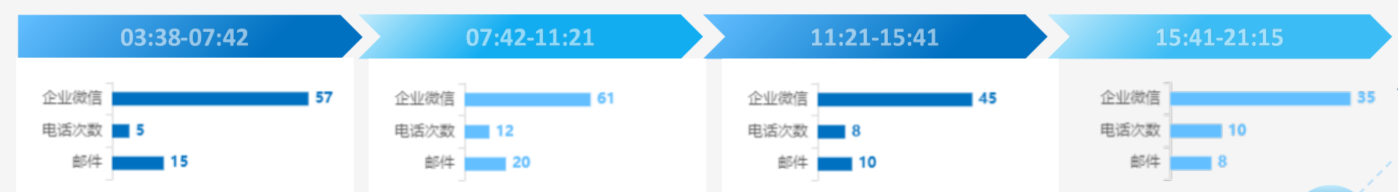 03:38-07:42
07:42-11:21
11:21-15:41
15:41-21:15
企业微信 57
电话次数 5
邮件 15
企业微信 61
电话次数 12
邮件 20
企业微信 45
电话次数 8
邮件 10
企业微信 35
电话次数 10
邮件 8